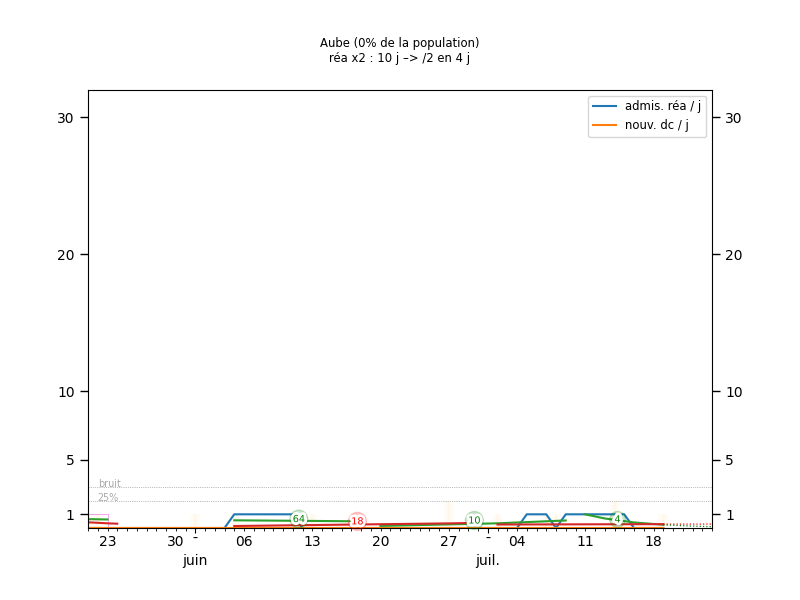 Aube (0% de la population)
réa x2 : 10 j –> /2 en 4 j
admis. réa / j
nouv. dc / j
30 30
20 20
10 10
5 5
bruit
25%
1 1
64 18 10 4
23 30 - 06 13 20 27 - 04 11 18
juin juil.